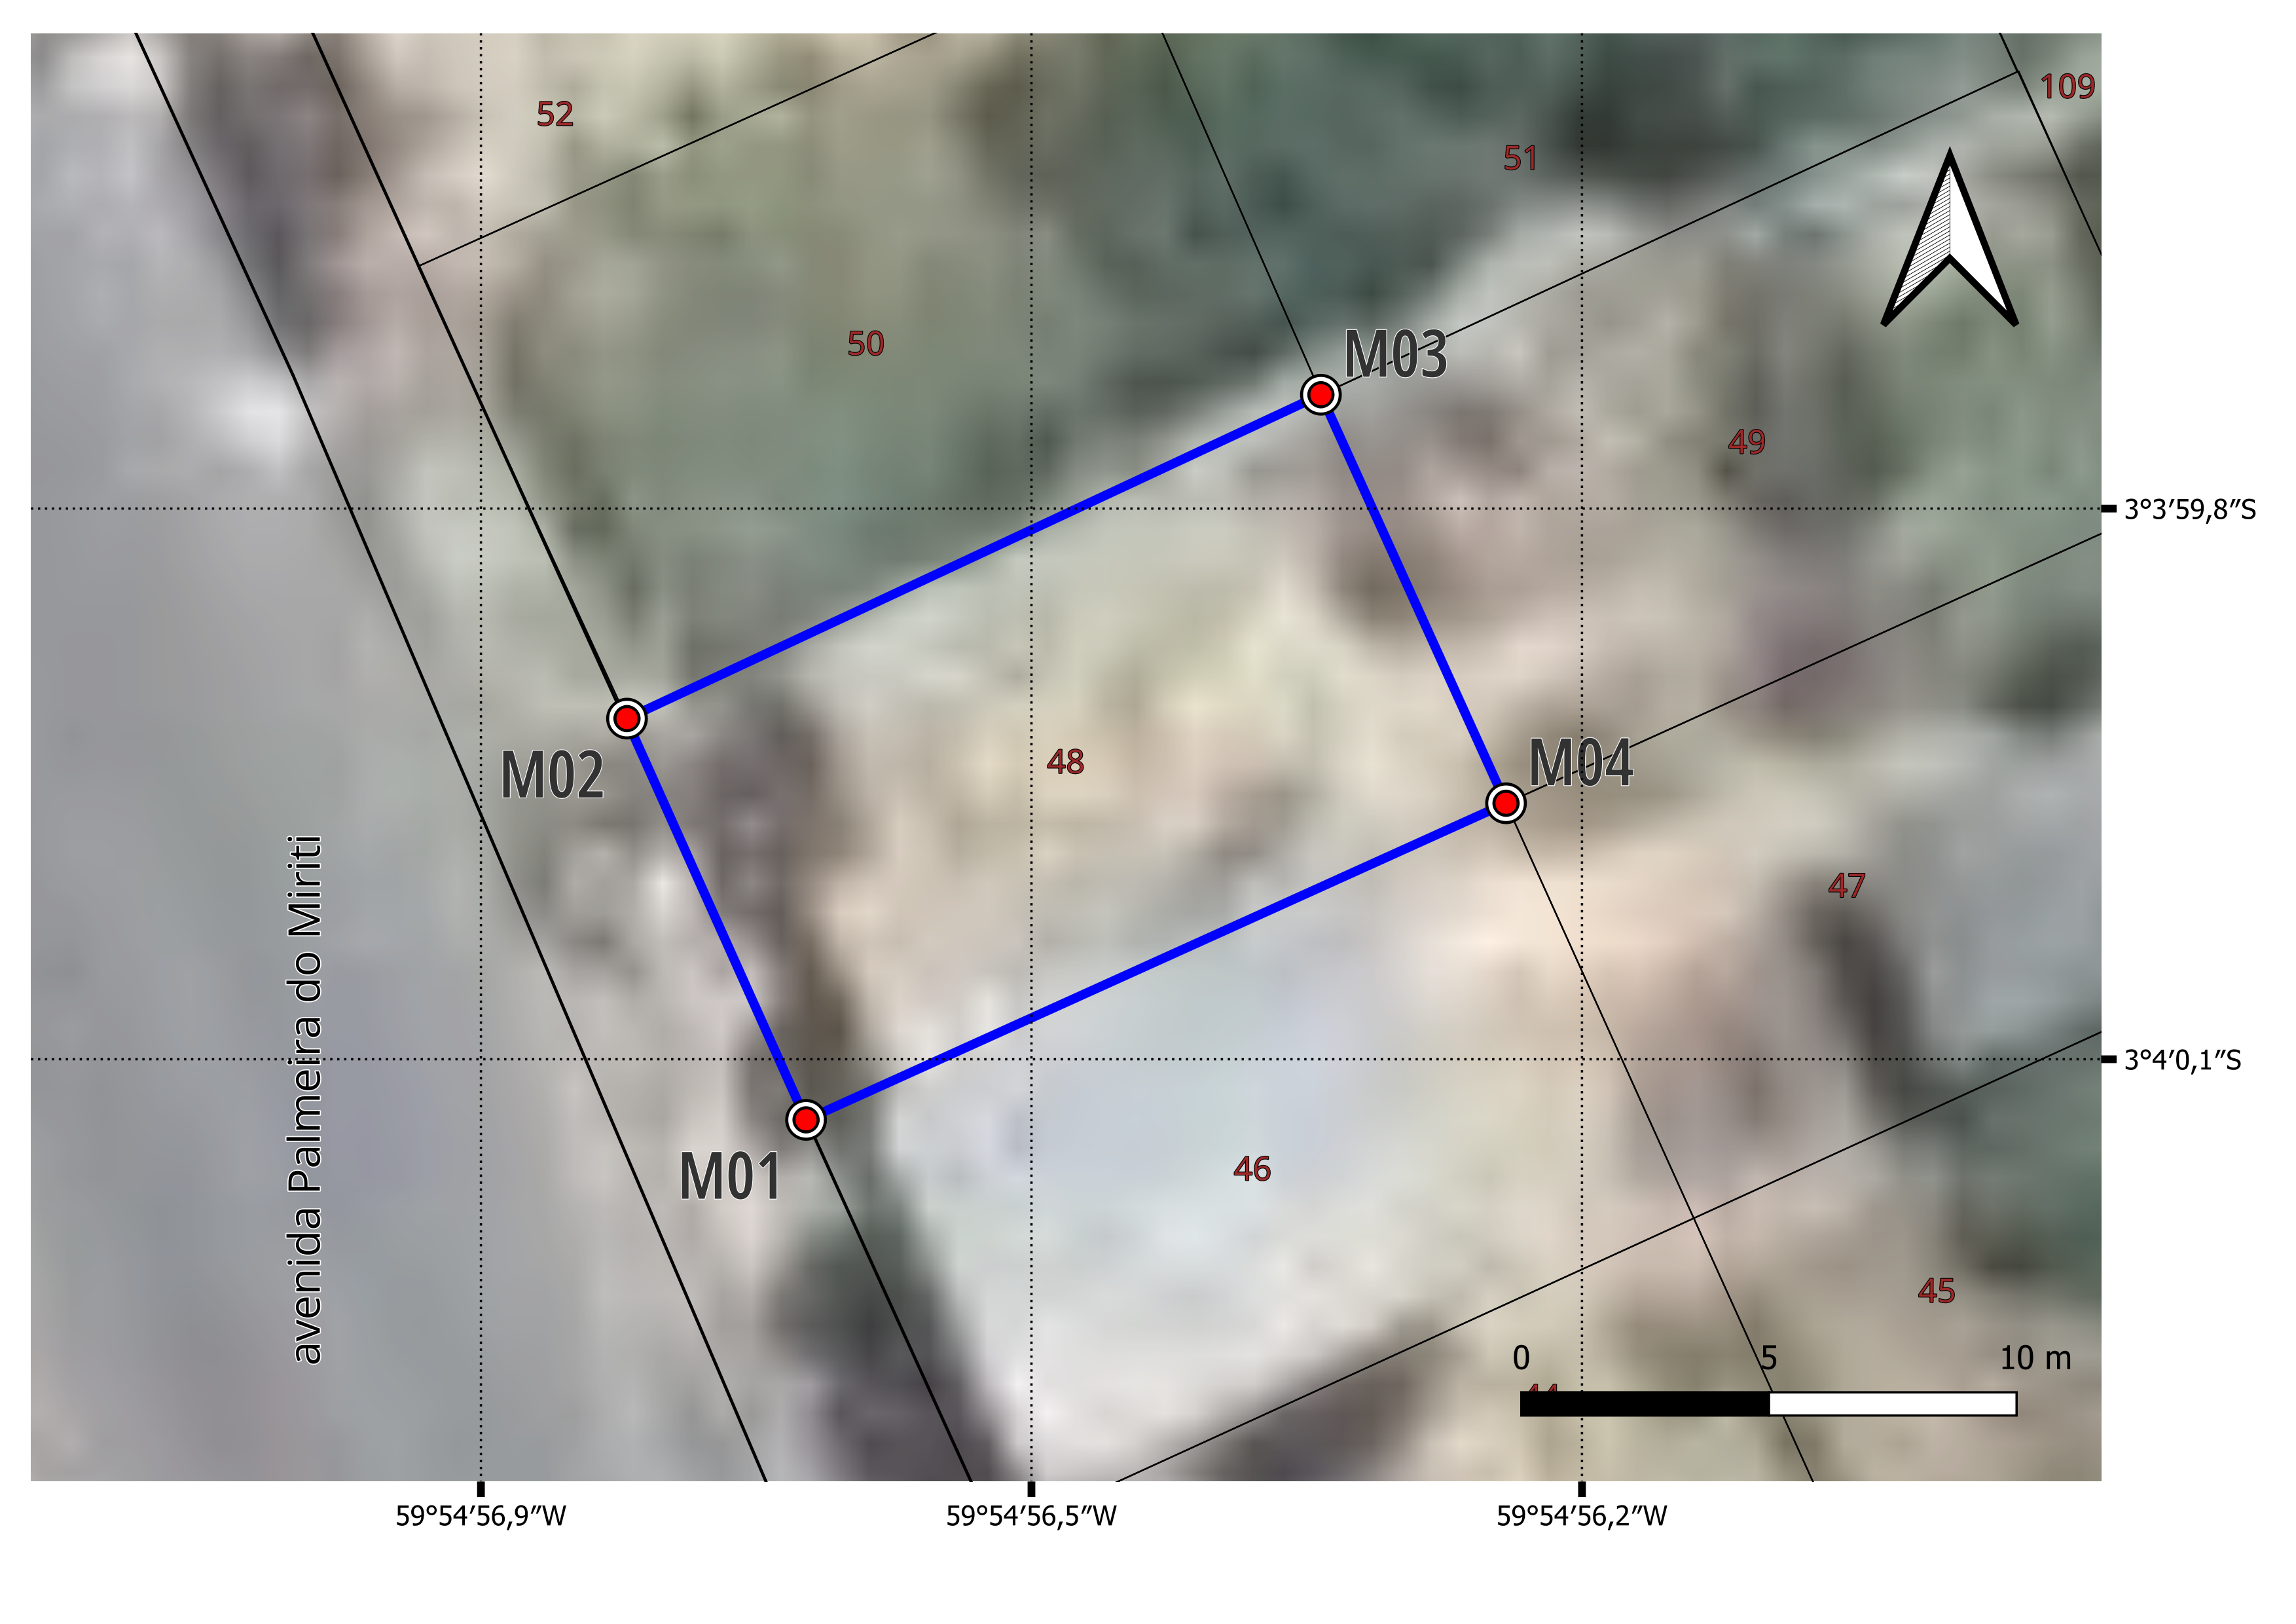 52
109
51
50
M03
49
3°3′59,8″S
M02
48
M04
47
avenida Palmeira do Miriti
3°4′0,1″S
M01
46
45
0 5 10 m
59°54′56,9″W 59°54′56,5″W 59°54′56,2″W